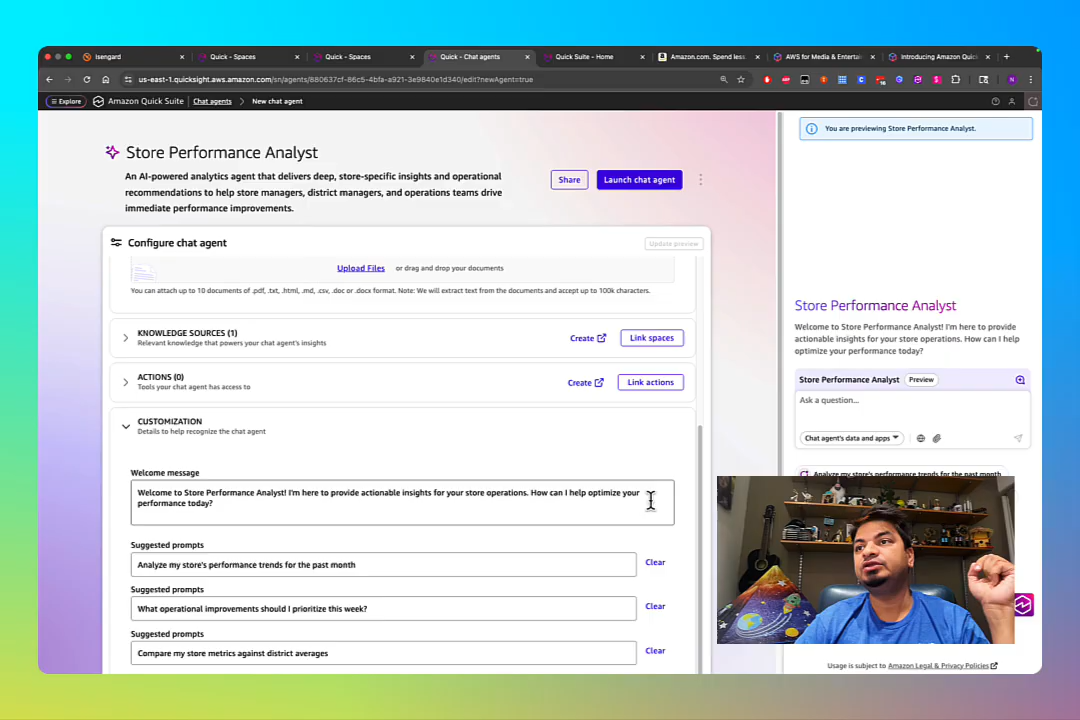 Isengard
Quick - Spaces
Quick - Spaces
Quick - Chat agents
Quick Suite - Home
Amazon.com. Spend less
AWS for Media & Entertain
Introducing Amazon Quick
us-east-1.quicksight.aws.amazon.com/sn/agents/880637cf-86c5-4bfa-a921-3e9840e1d340/edit?newAgent=true
Explore
Amazon Quick Suite
Chat agents
New chat agent
Store Performance Analyst
An AI-powered analytics agent that delivers deep, store-specific insights and operational
recommendations to help store managers, district managers, and operations teams drive
immediate performance improvements.
Share
Launch chat agent
Configure chat agent
Update preview
Upload Files or drag and drop your documents
You can attach up to 10 documents of .pdf, .txt, .html, .md, .csv, .doc or .docx format. Note: We will extract text from the documents and accept up to 100k characters.
KNOWLEDGE SOURCES (1)
Relevant knowledge that powers your chat agent's insights
Create
Link spaces
ACTIONS (0)
Tools your chat agent has access to
Create
Link actions
CUSTOMIZATION
Details to help recognize the chat agent
Welcome message
Welcome to Store Performance Analyst! I'm here to provide actionable insights for your store operations. How can I help optimize your
performance today?
Suggested prompts
Analyze my store's performance trends for the past month
Clear
Suggested prompts
What operational improvements should I prioritize this week?
Clear
Suggested prompts
Compare my store metrics against district averages
Clear
You are previewing Store Performance Analyst.
Store Performance Analyst
Welcome to Store Performance Analyst! I'm here to provide
actionable insights for your store operations. How can I help
optimize your performance today?
Store Performance Analyst
Preview
Ask a question...
Chat agent's data and apps
Analyze my store's performance trends for the past month
Usage is subject to Amazon Legal & Privacy Policies